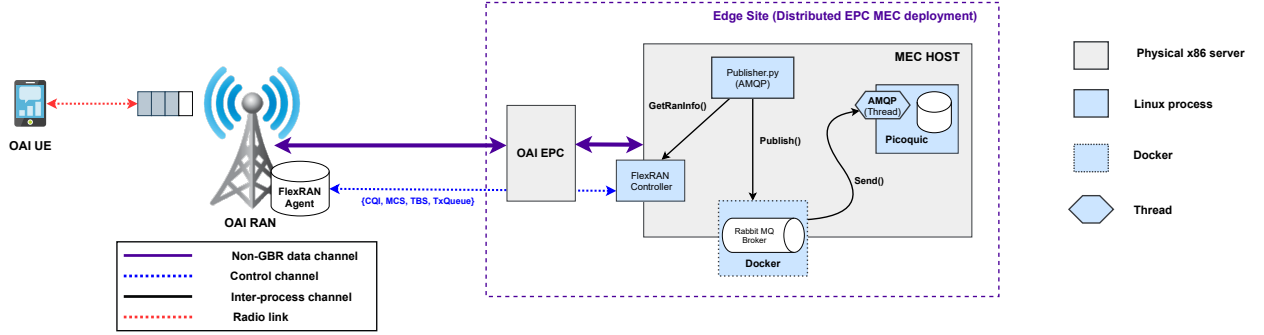 Edge Site (Distributed EPC MEC deployment)
MEC HOST
Physical x86 server
Publisher.py
(AMQP)
Linux process
GetRanInfo()
AMQP
(Thread)
Picoquic
Publish()
OAI UE
OAI EPC
Docker
FlexRAN
Controller
Send()
FlexRAN
Agent
{CQI, MCS, TBS, TxQueue}
Thread
OAI RAN
Rabbit MQ
Broker
Docker
Non-GBR data channel
Control channel
Inter-process channel
Radio link